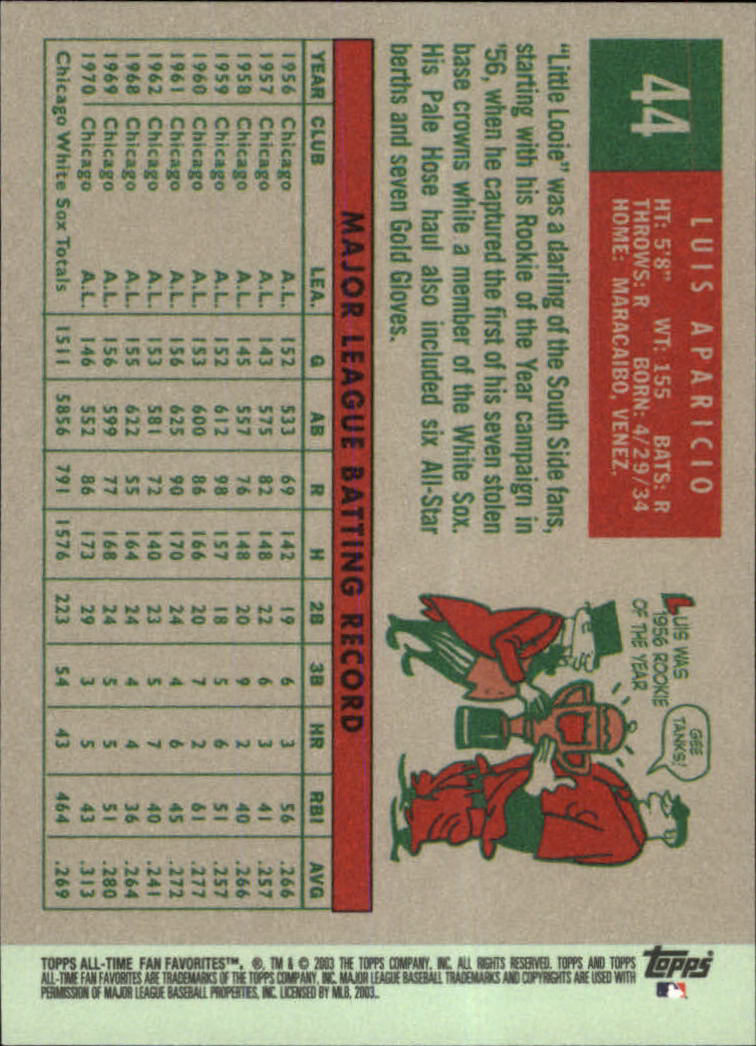 44
LUIS APARICIO
HT: 5'8" WT: 155 BATS: R
THROWS: R BORN: 4/29/34
HOME: MARACAIBO, VENEZ.
"Little Looie" was a darling of the South Side fans,
starting with his Rookie of the Year campaign in
'56, when he captured the first of his seven stolen
base crowns while a member of the White Sox.
His Pale Hose haul also included six All-Star
berths and seven Gold Gloves.
LUIS WAS
1956 ROOKIE
OF THE YEAR
GEE
TANKS!
MAJOR LEAGUE BATTING RECORD
YEAR CLUB LEA. G AB R H 2B 3B HR RBI AVG
1956 Chicago A.L. 152 533 69 142 19 6 3 56 .266
1957 Chicago A.L. 143 575 82 148 22 6 3 41 .257
1958 Chicago A.L. 145 557 76 148 20 9 2 40 .266
1959 Chicago A.L. 152 612 98 157 18 5 6 51 .257
1960 Chicago A.L. 153 600 86 166 20 7 2 61 .277
1961 Chicago A.L. 156 625 90 170 24 4 6 45 .272
1962 Chicago A.L. 153 581 72 140 23 5 7 40 .241
1968 Chicago A.L. 155 622 55 164 24 4 4 36 .264
1969 Chicago A.L. 156 599 77 168 24 5 5 51 .280
1970 Chicago A.L. 146 552 86 173 29 3 5 43 .313
Chicago White Sox Totals 1511 5856 791 1576 223 54 43 464 .269
TOPPS ALL-TIME FAN FAVORITES™, ®, TM & © 2003 THE TOPPS COMPANY, INC. ALL RIGHTS RESERVED. TOPPS AND TOPPS
ALL-TIME FAN FAVORITES ARE TRADEMARKS OF THE TOPPS COMPANY, INC. MAJOR LEAGUE BASEBALL TRADEMARKS AND COPYRIGHTS ARE USED WITH
PERMISSION OF MAJOR LEAGUE BASEBALL PROPERTIES, INC. LICENSED BY MLB, 2003..
Topps